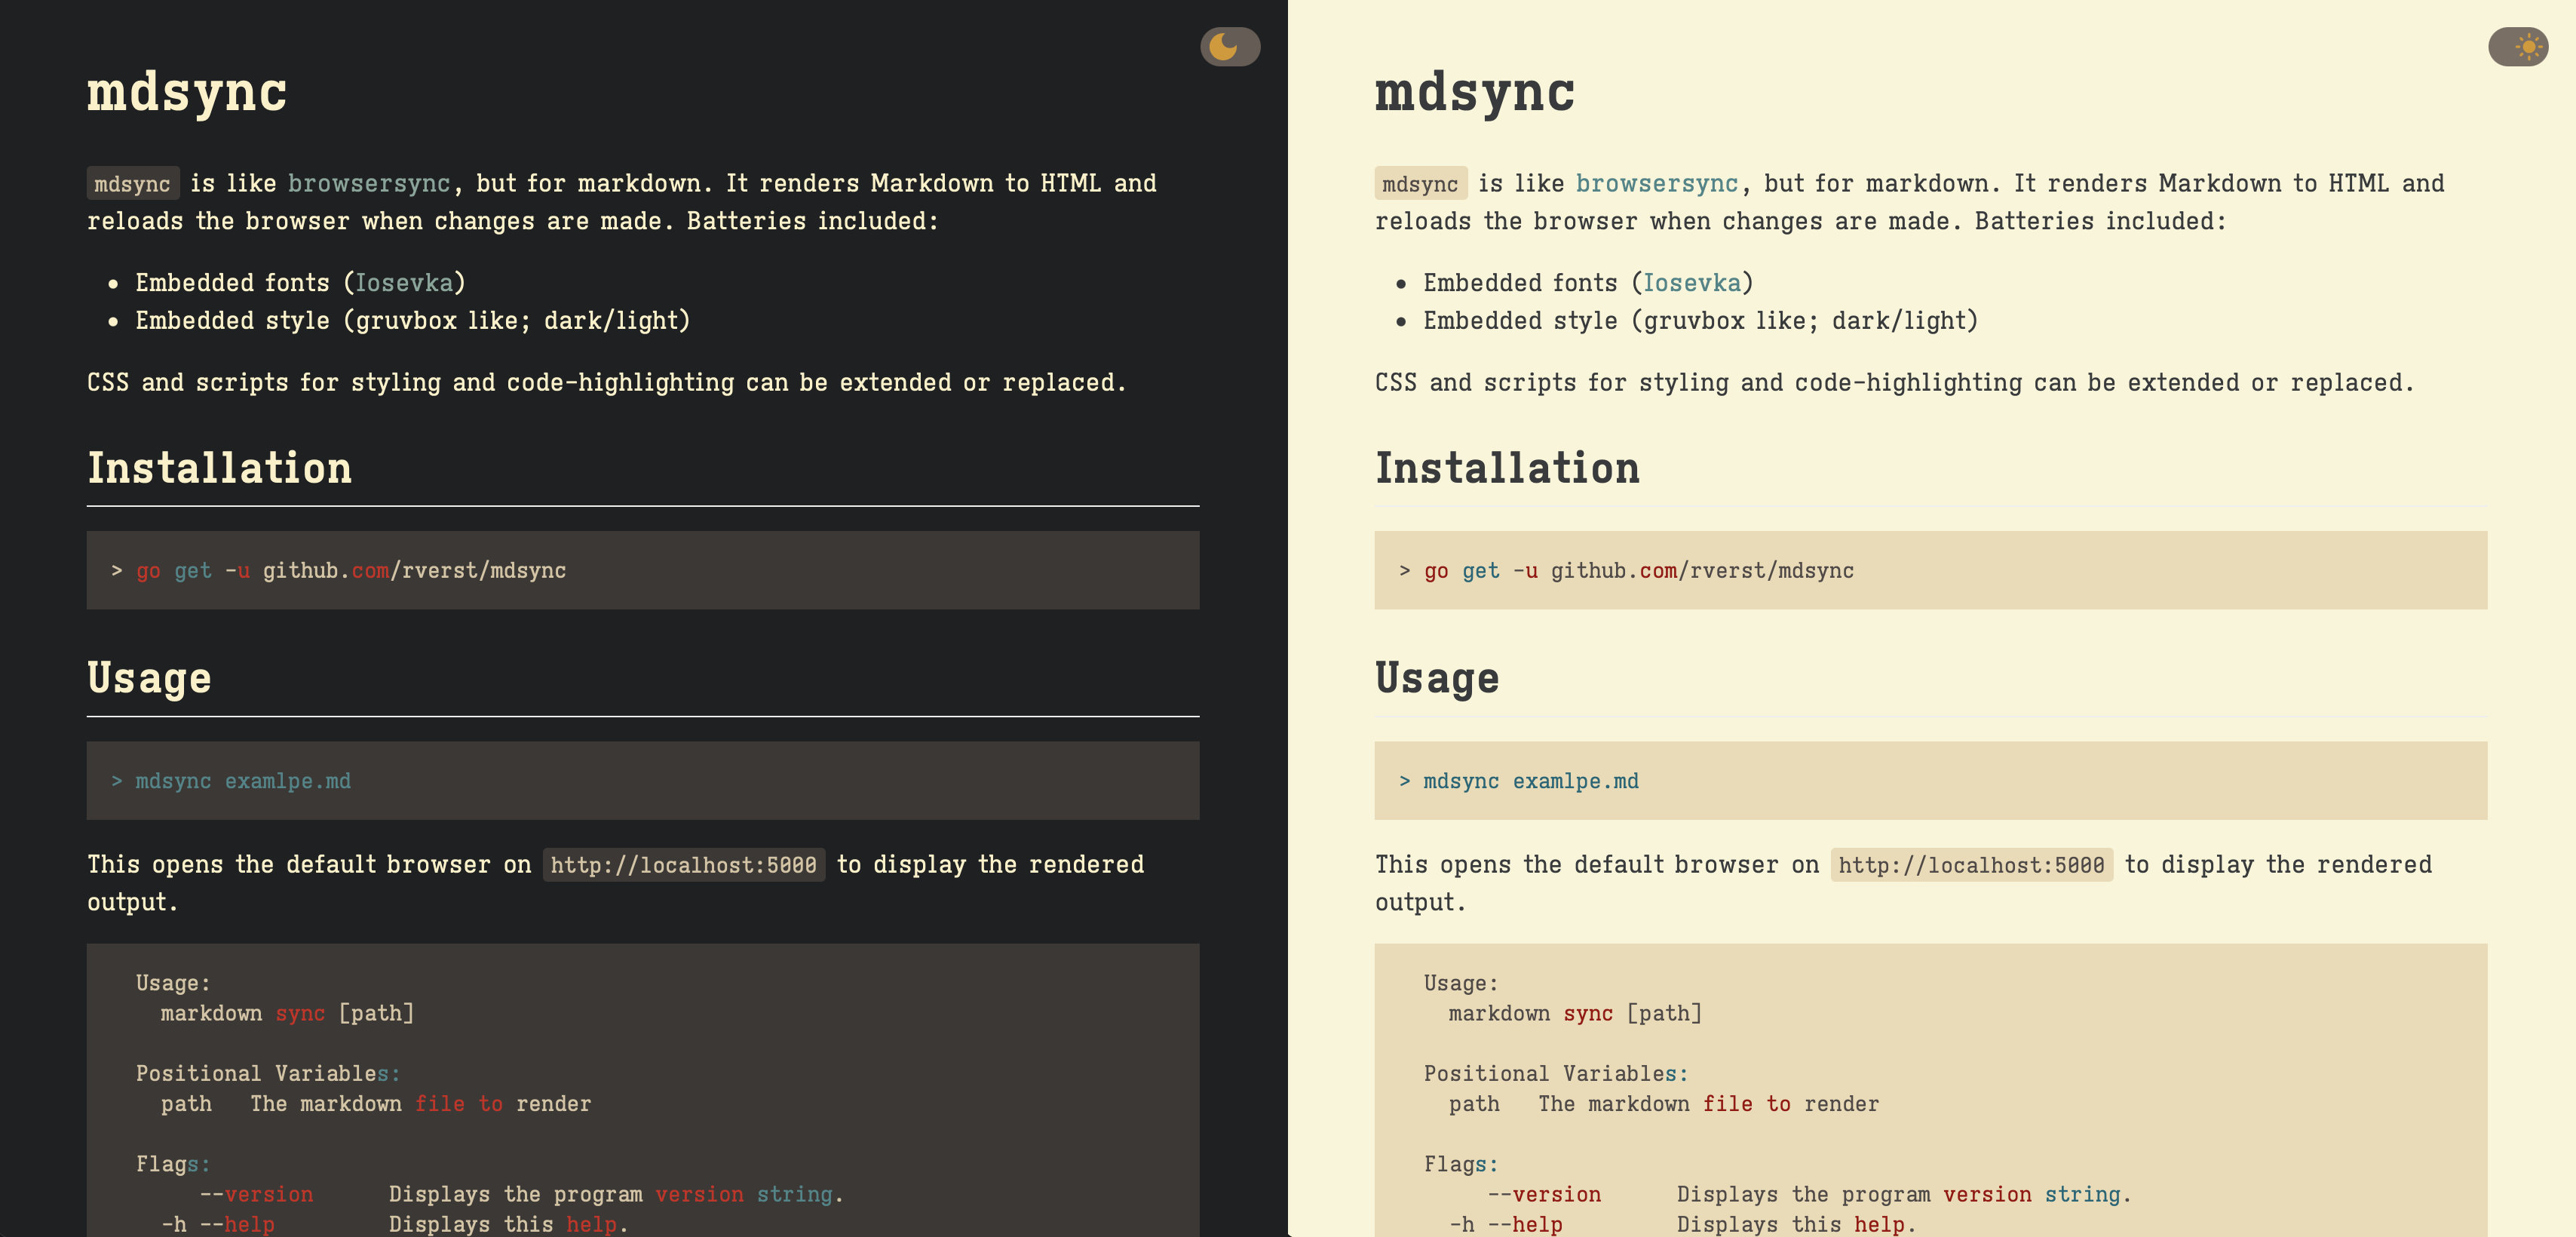 mdsync
mdsync is like browsersync, but for markdown. It renders Markdown to HTML and
reloads the browser when changes are made. Batteries included:
• Embedded fonts (Iosevka)
• Embedded style (gruvbox like; dark/light)
CSS and scripts for styling and code-highlighting can be extended or replaced.
Installation
> go get -u github.com/rverst/mdsync
Usage
> mdsync examlpe.md
This opens the default browser on http://localhost:5000 to display the rendered
output.
Usage:
markdown sync [path]
Positional Variables:
path   The markdown file to render
Flags:
--version      Displays the program version string.
-h --help         Displays this help.
mdsync
mdsync is like browsersync, but for markdown. It renders Markdown to HTML and
reloads the browser when changes are made. Batteries included:
• Embedded fonts (Iosevka)
• Embedded style (gruvbox like; dark/light)
CSS and scripts for styling and code-highlighting can be extended or replaced.
Installation
> go get -u github.com/rverst/mdsync
Usage
> mdsync examlpe.md
This opens the default browser on http://localhost:5000 to display the rendered
output.
Usage:
markdown sync [path]
Positional Variables:
path   The markdown file to render
Flags:
--version      Displays the program version string.
-h --help         Displays this help.